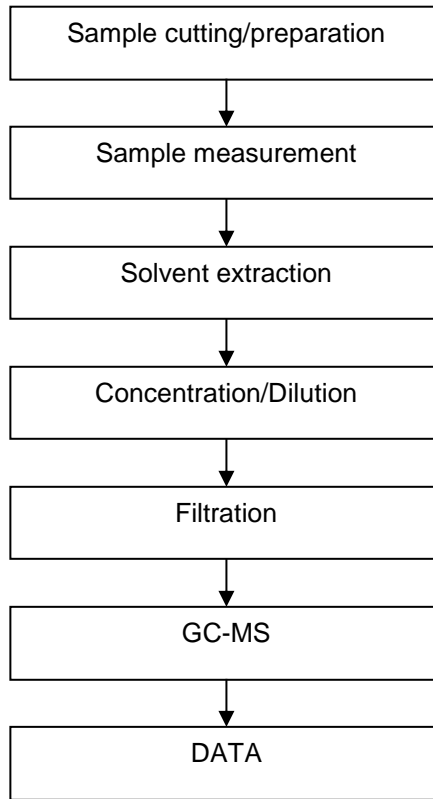 Sample cutting/preparation
Sample measurement
Solvent extraction
Concentration/Dilution
Filtration
GC-MS
DATA